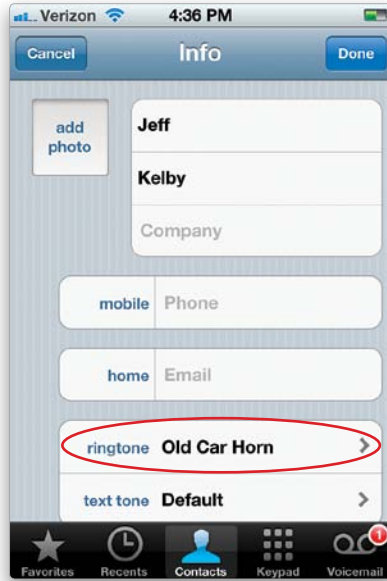 Verizon 4:36 PM
Cancel Info Done
add
photo
Jeff
Kelby
Company
mobile Phone
home Email
ringtone Old Car Horn
text tone Default
1
Favorites Recents Contacts Keypad Voicemail